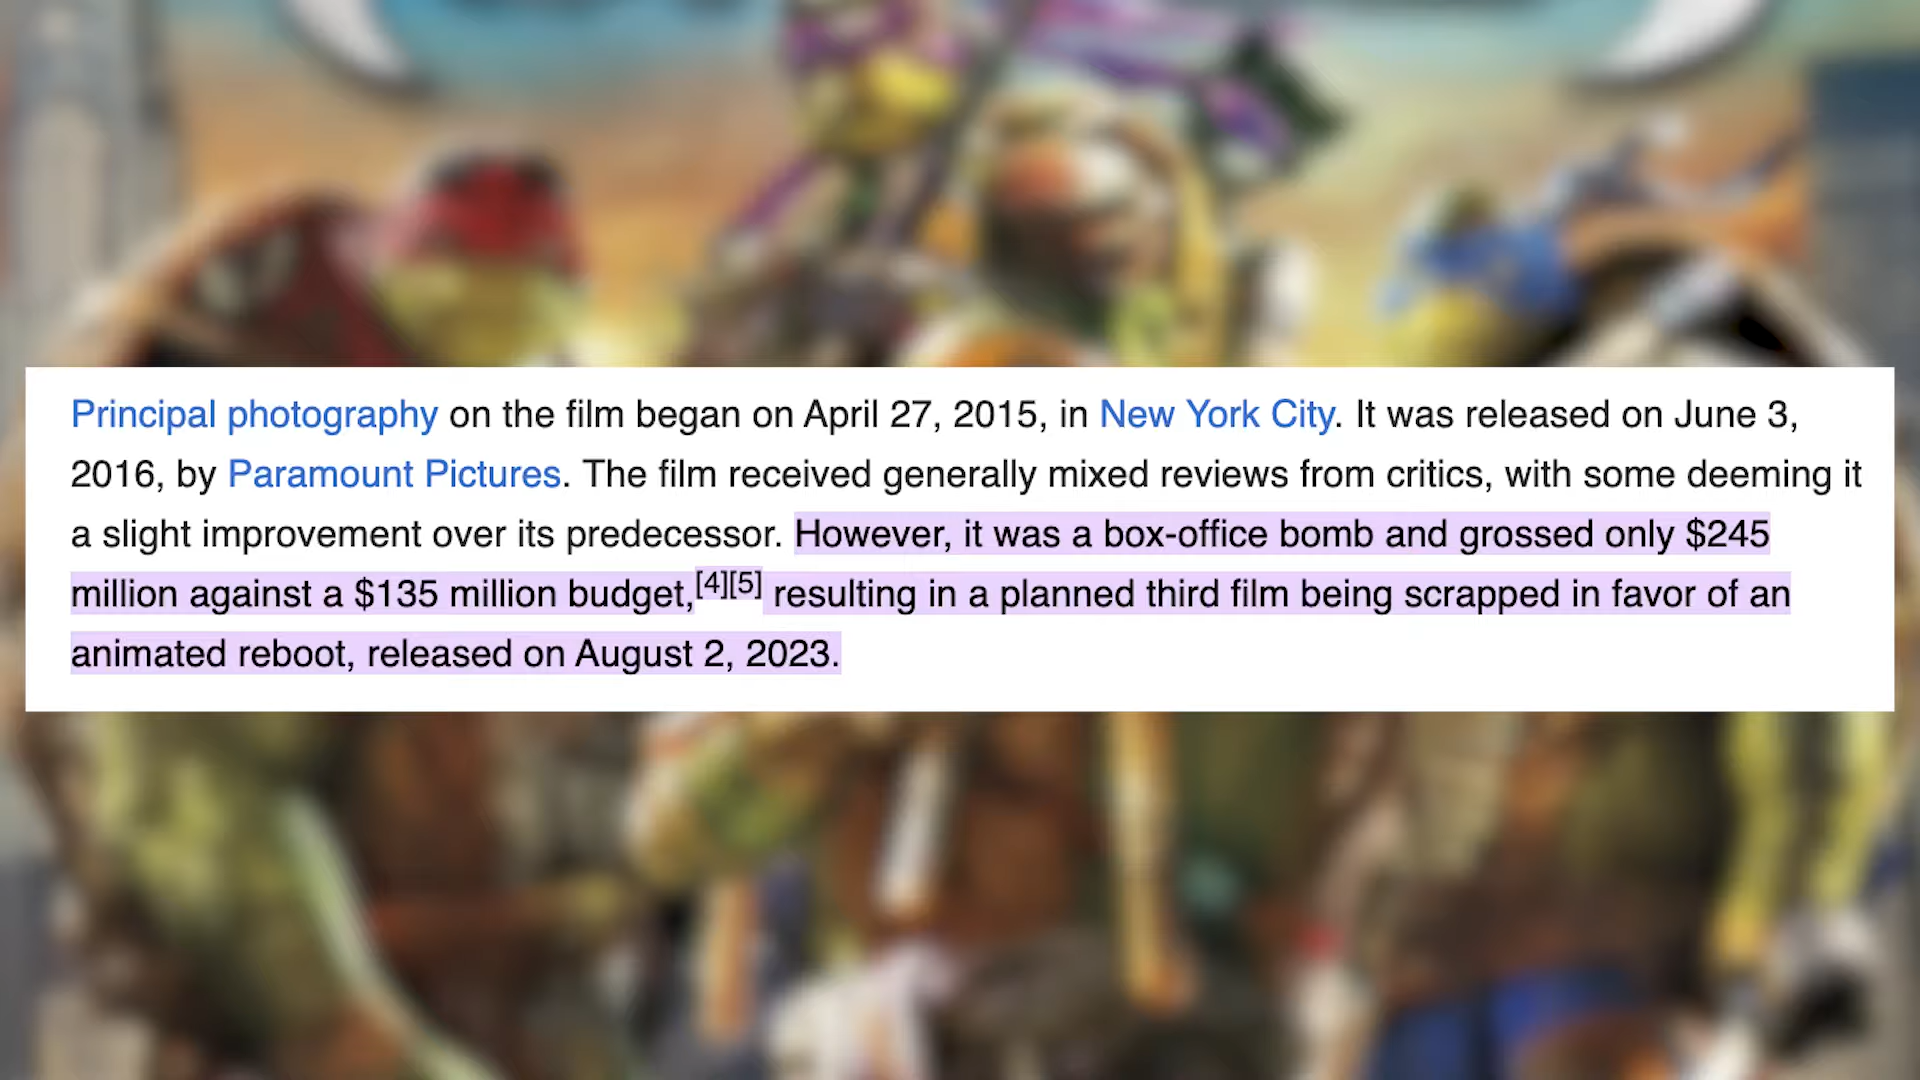 Principal photography on the film began on April 27, 2015, in New York City. It was released on June 3,
2016, by Paramount Pictures. The film received generally mixed reviews from critics, with some deeming it
a slight improvement over its predecessor. However, it was a box-office bomb and grossed only $245
million against a $135 million budget,[4][5] resulting in a planned third film being scrapped in favor of an
animated reboot, released on August 2, 2023.